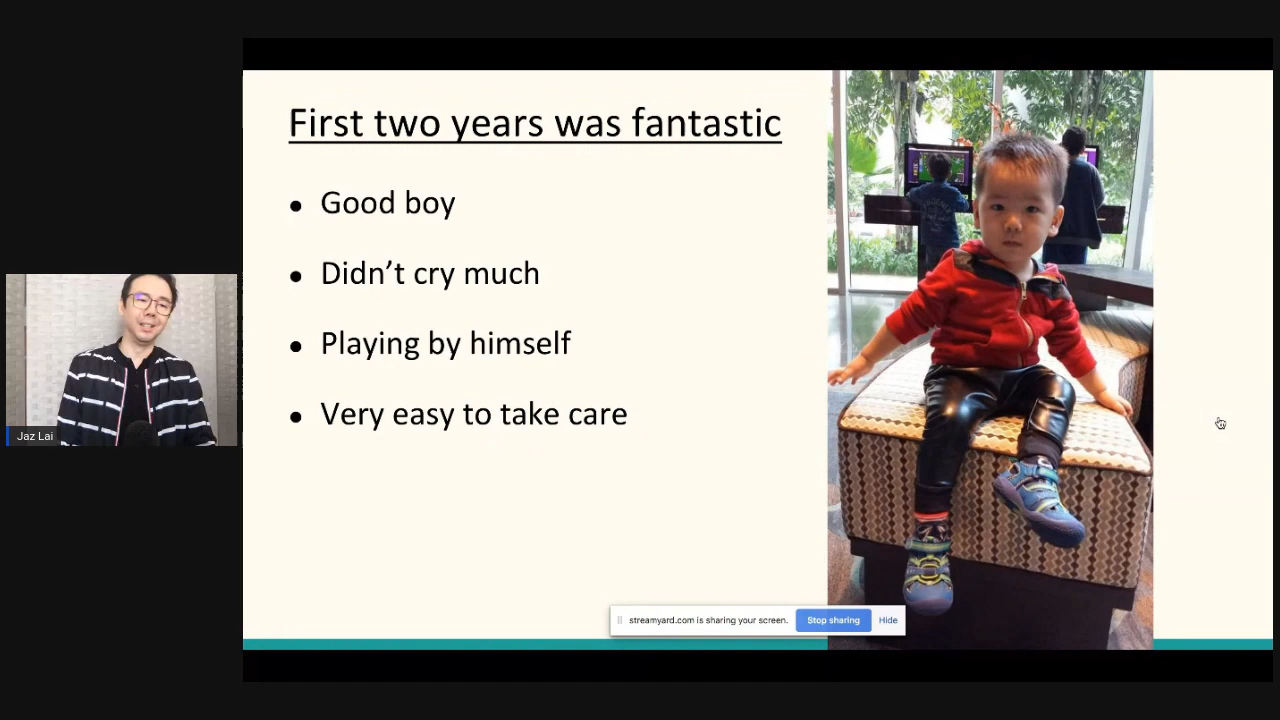 First two years was fantastic
● Good boy
● Didn’t cry much
● Playing by himself
● Very easy to take care
Jaz Lai
streamyard.com is sharing your screen.
Stop sharing
Hide